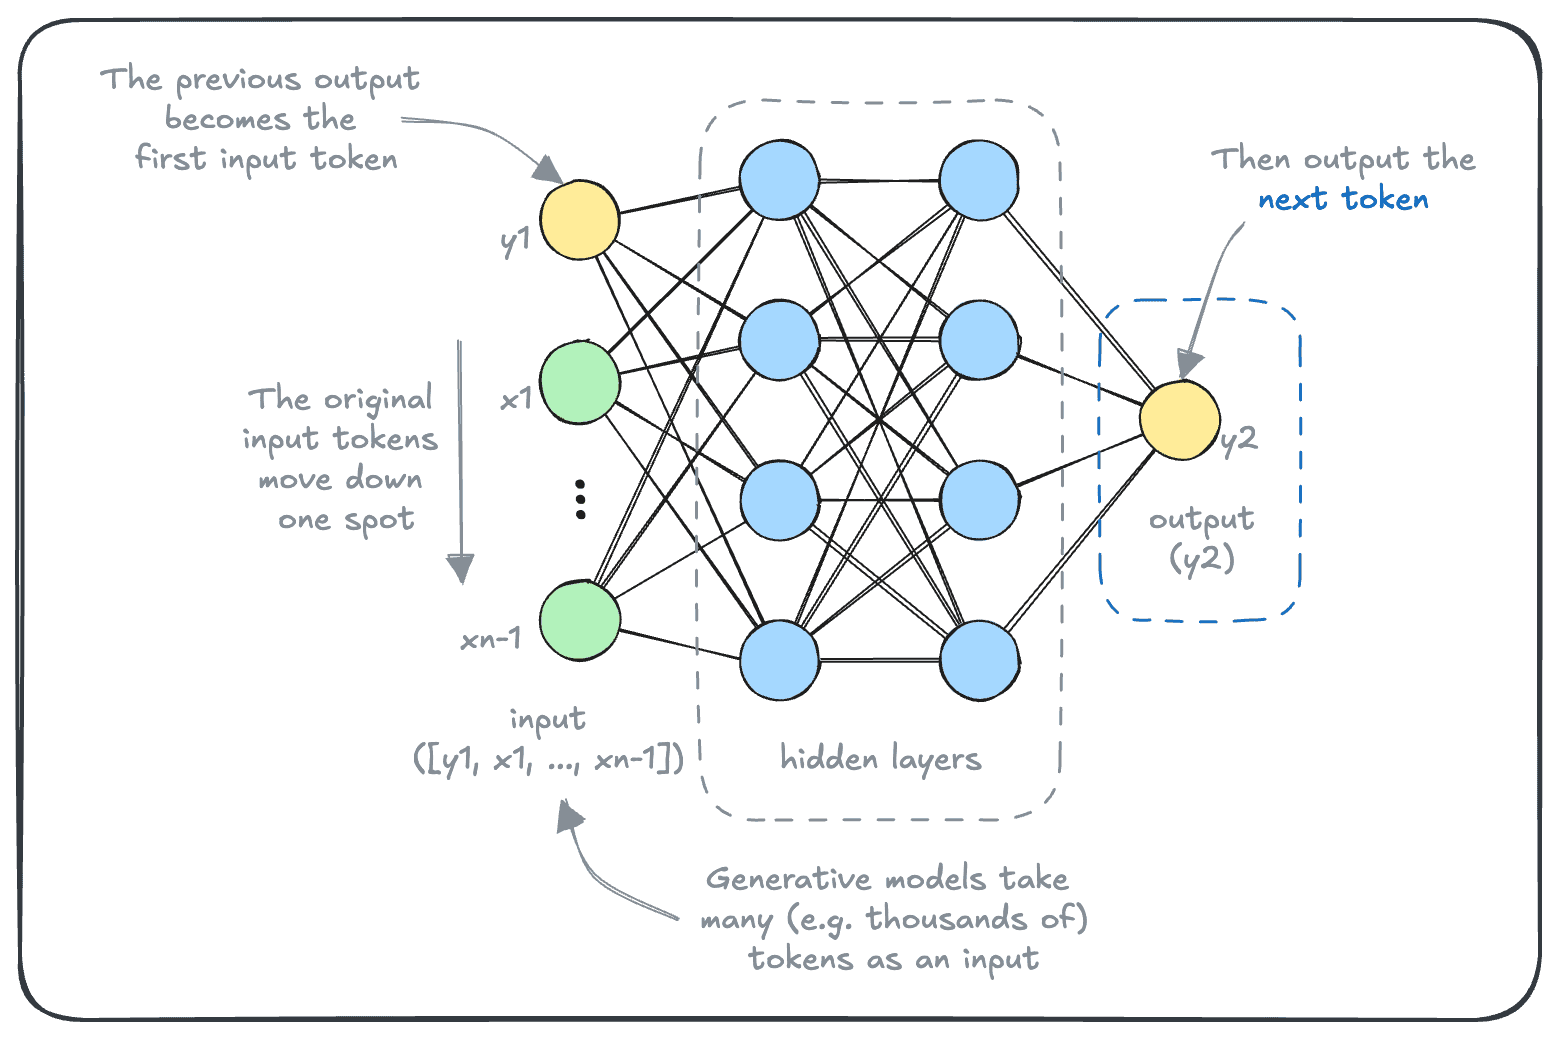 The previous output
becomes the
first input token
Then output the
next token
y1
x1
The original
input tokens
move down
one spot
y2
output
(y2)
xn-1
input
([y1, x1, ..., xn-1])
hidden layers
Generative models take
many (e.g. thousands of)
tokens as an input